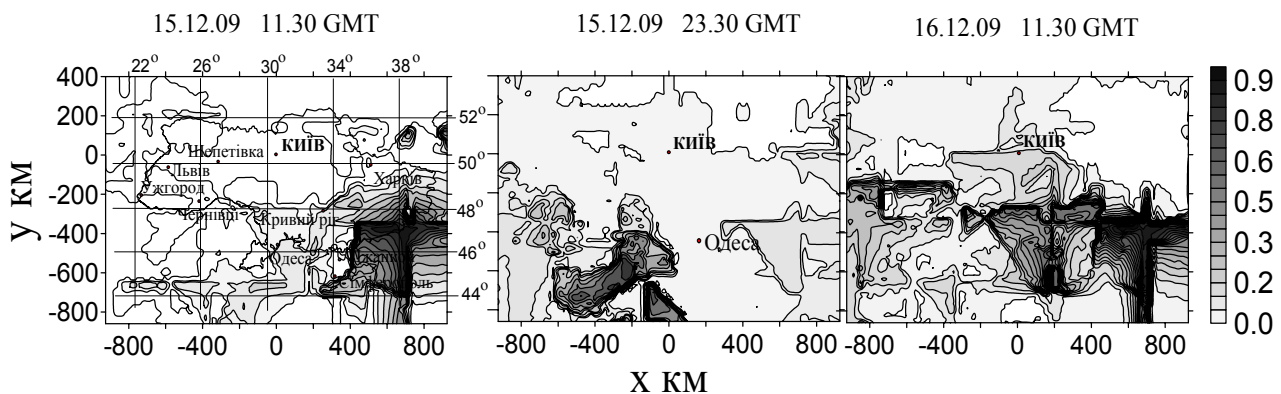 15.12.09 11.30 GMT
15.12.09 23.30 GMT
16.12.09 11.30 GMT
22° 26° 30° 34° 38°
400
200
0
-200
-400
-600
-800
52°
50°
48°
46°
44°
Шепетівка
КИЇВ
Львів
Харків
Ужгород
Чернівці
Кривий ріг
Одеса
КИЇВ
Одеса
КИЇВ
0.9
0.8
0.6
0.5
0.3
0.2
0.0
у км
-800 -400 0 400 800
-800 -400 0 400 800
-800 -400 0 400 800
х км